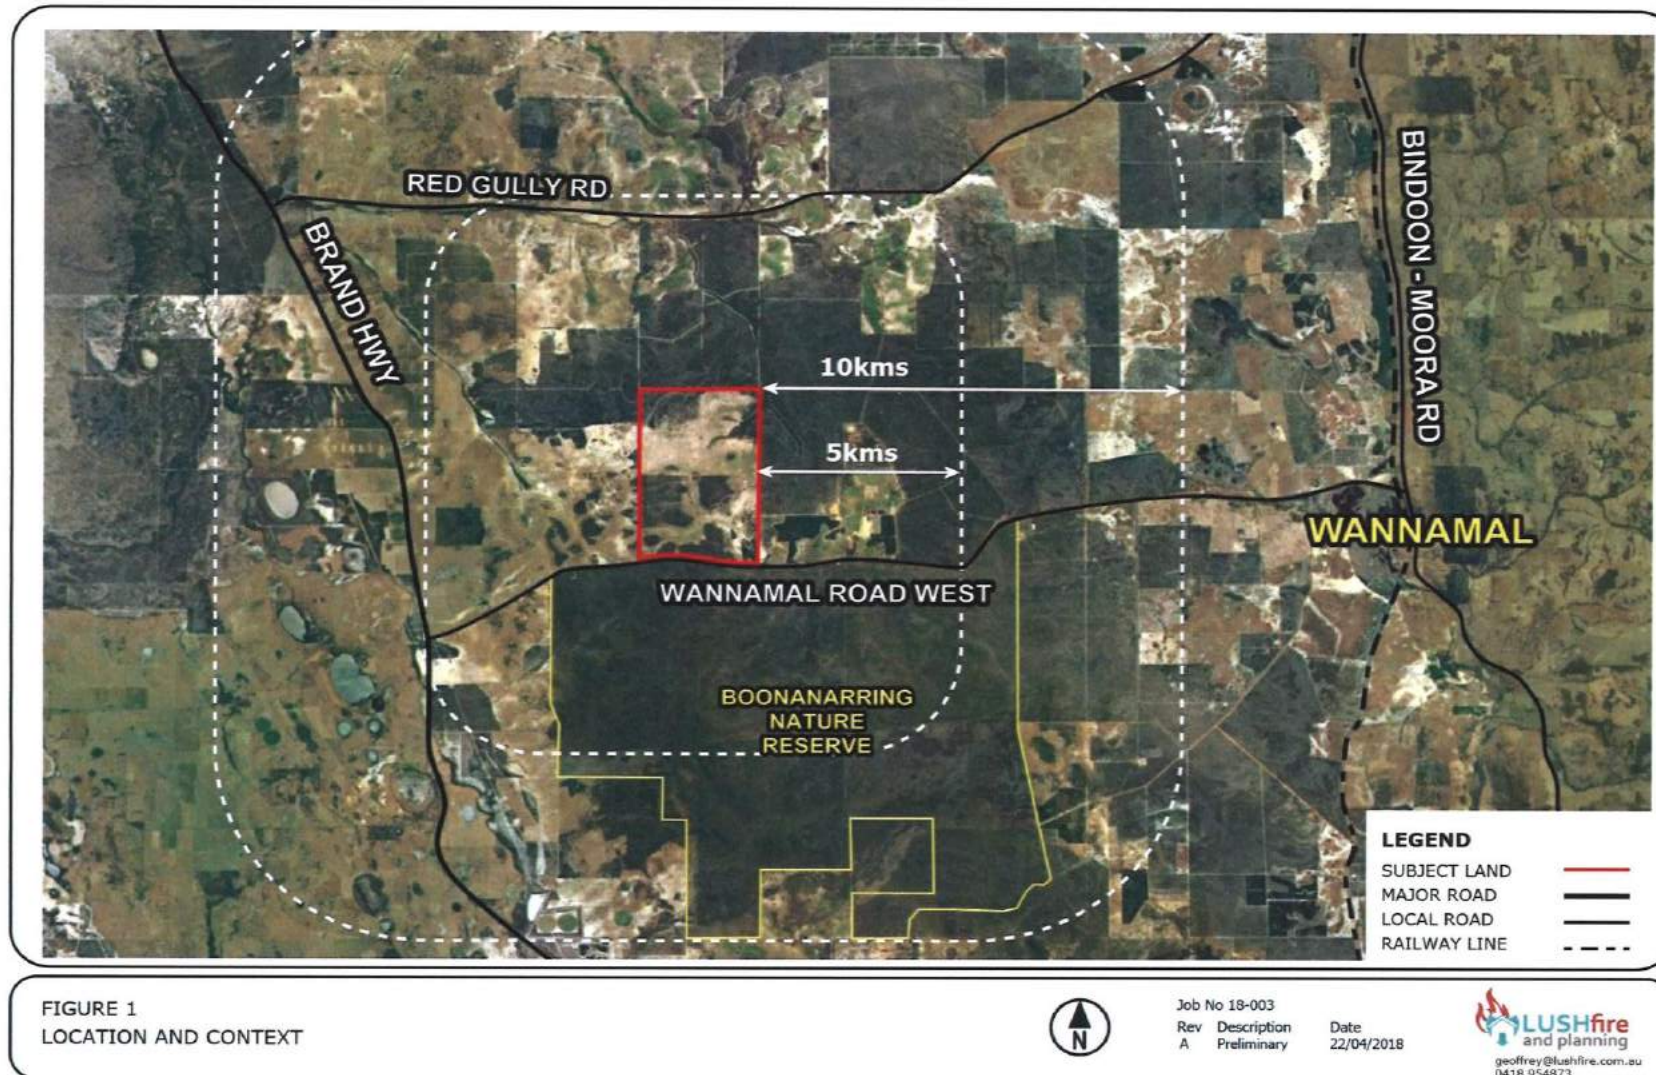 RED GULLY RD
BRAND HWY
BINDOON - MOORA RD
10kms
5kms
WANNAMAL
WANNAMAL ROAD WEST
BOONANARRING
NATURE
RESERVE
LEGEND
SUBJECT LAND
MAJOR ROAD
LOCAL ROAD
RAILWAY LINE
FIGURE 1
LOCATION AND CONTEXT
N
Job No 18-003
Rev Description Date
A Preliminary 22/04/2018
LUSHfire
and planning
geoffrey@lushfire.com.au
0418 954873